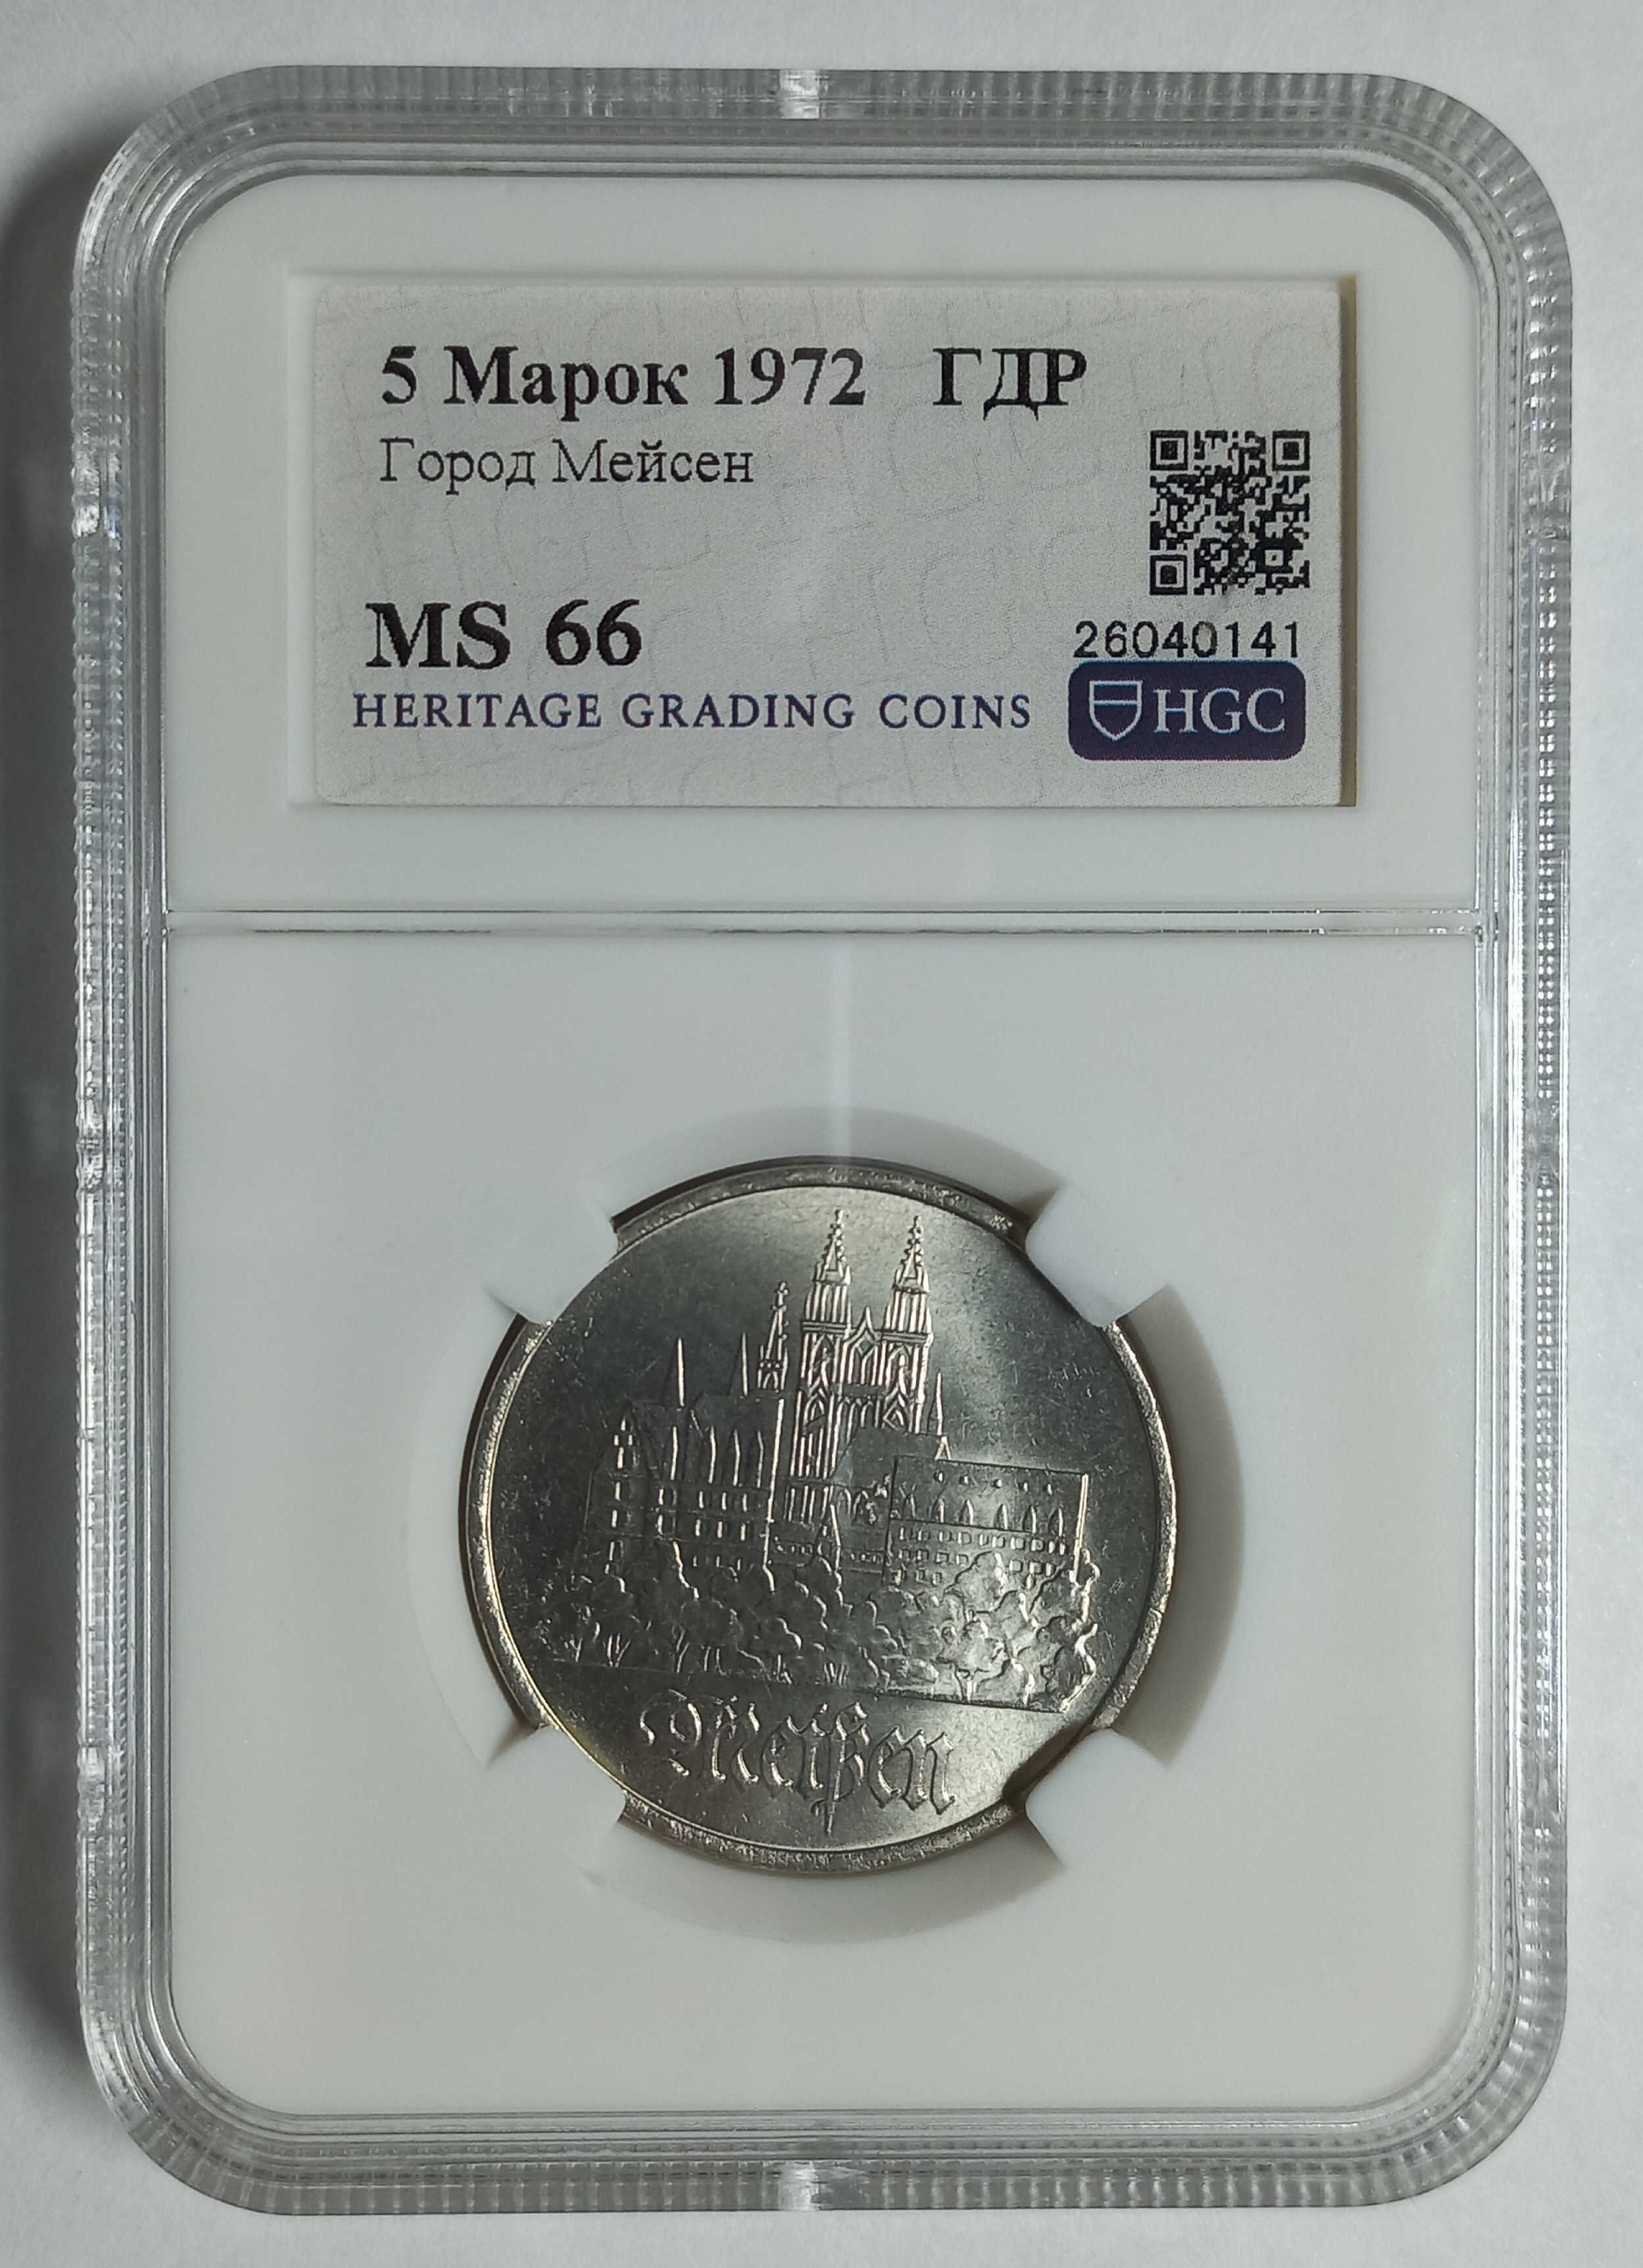 5 Марок 1972 ГДР
Город Мейсен
MS 66
26040141
HERITAGE GRADING COINS HGC
Meißen